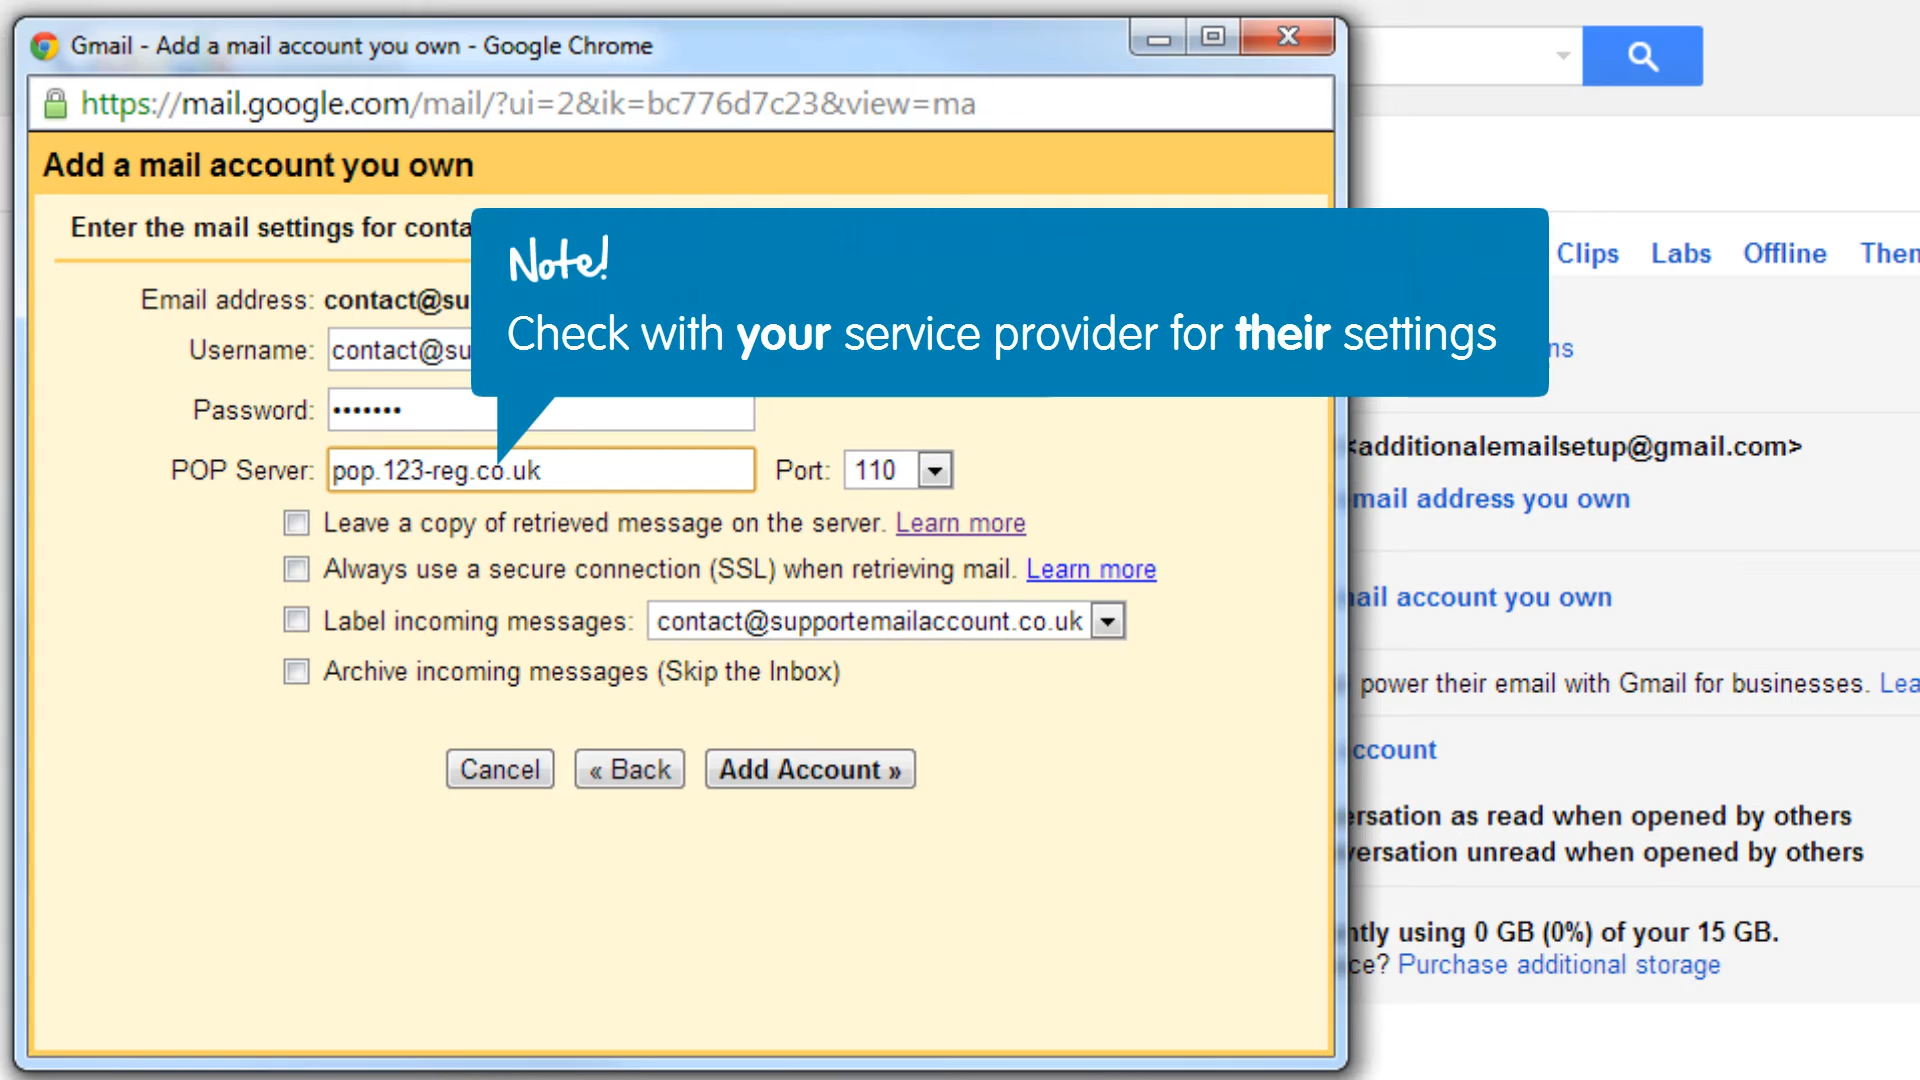 Gmail - Add a mail account you own - Google Chrome
https://mail.google.com/mail/?ui=2&ik=bc776d7c23&view=ma
Add a mail account you own
Enter the mail settings for conta
Note!
Check with your service provider for their settings
Email address: contact@su
Username: contact@su
Password: •••••••
POP Server: pop.123-reg.co.uk Port: 110
Leave a copy of retrieved message on the server. Learn more
Always use a secure connection (SSL) when retrieving mail. Learn more
Label incoming messages: contact@supportemailaccount.co.uk
Archive incoming messages (Skip the Inbox)
Cancel « Back Add Account »
Clips Labs Offline Them
ns
<additionalemailsetup@gmail.com>
mail address you own
mail account you own
power their email with Gmail for businesses. Lea
ccount
ersation as read when opened by others
versation unread when opened by others
ntly using 0 GB (0%) of your 15 GB.
ce? Purchase additional storage